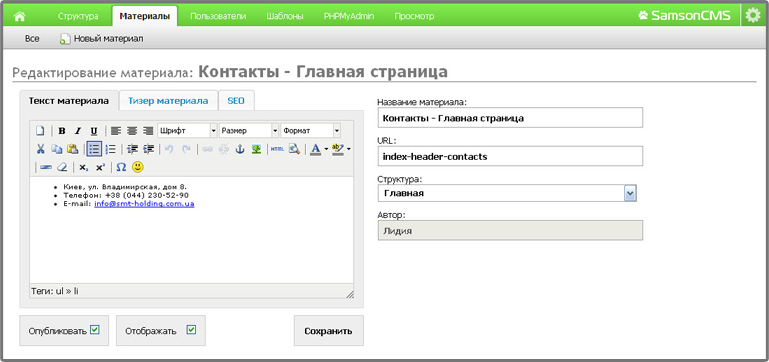 Структура Материалы Пользователи Шаблоны PHPMyAdmin Просмотр SamsonCMS
Все Новый материал
Редактирование материала: Контакты - Главная страница
Текст материала Тизер материала SEO
Шрифт Размер Формат
HTML
Киев, ул. Владимирская, дом 8.
Телефон: +38 (044) 230-52-90
E-mail: info@smt-holding.com.ua
Теги: ul » li
Опубликовать Отображать Сохранить
Название материала:
Контакты - Главная страница
URL:
index-header-contacts
Структура:
Главная
Автор:
Лидия